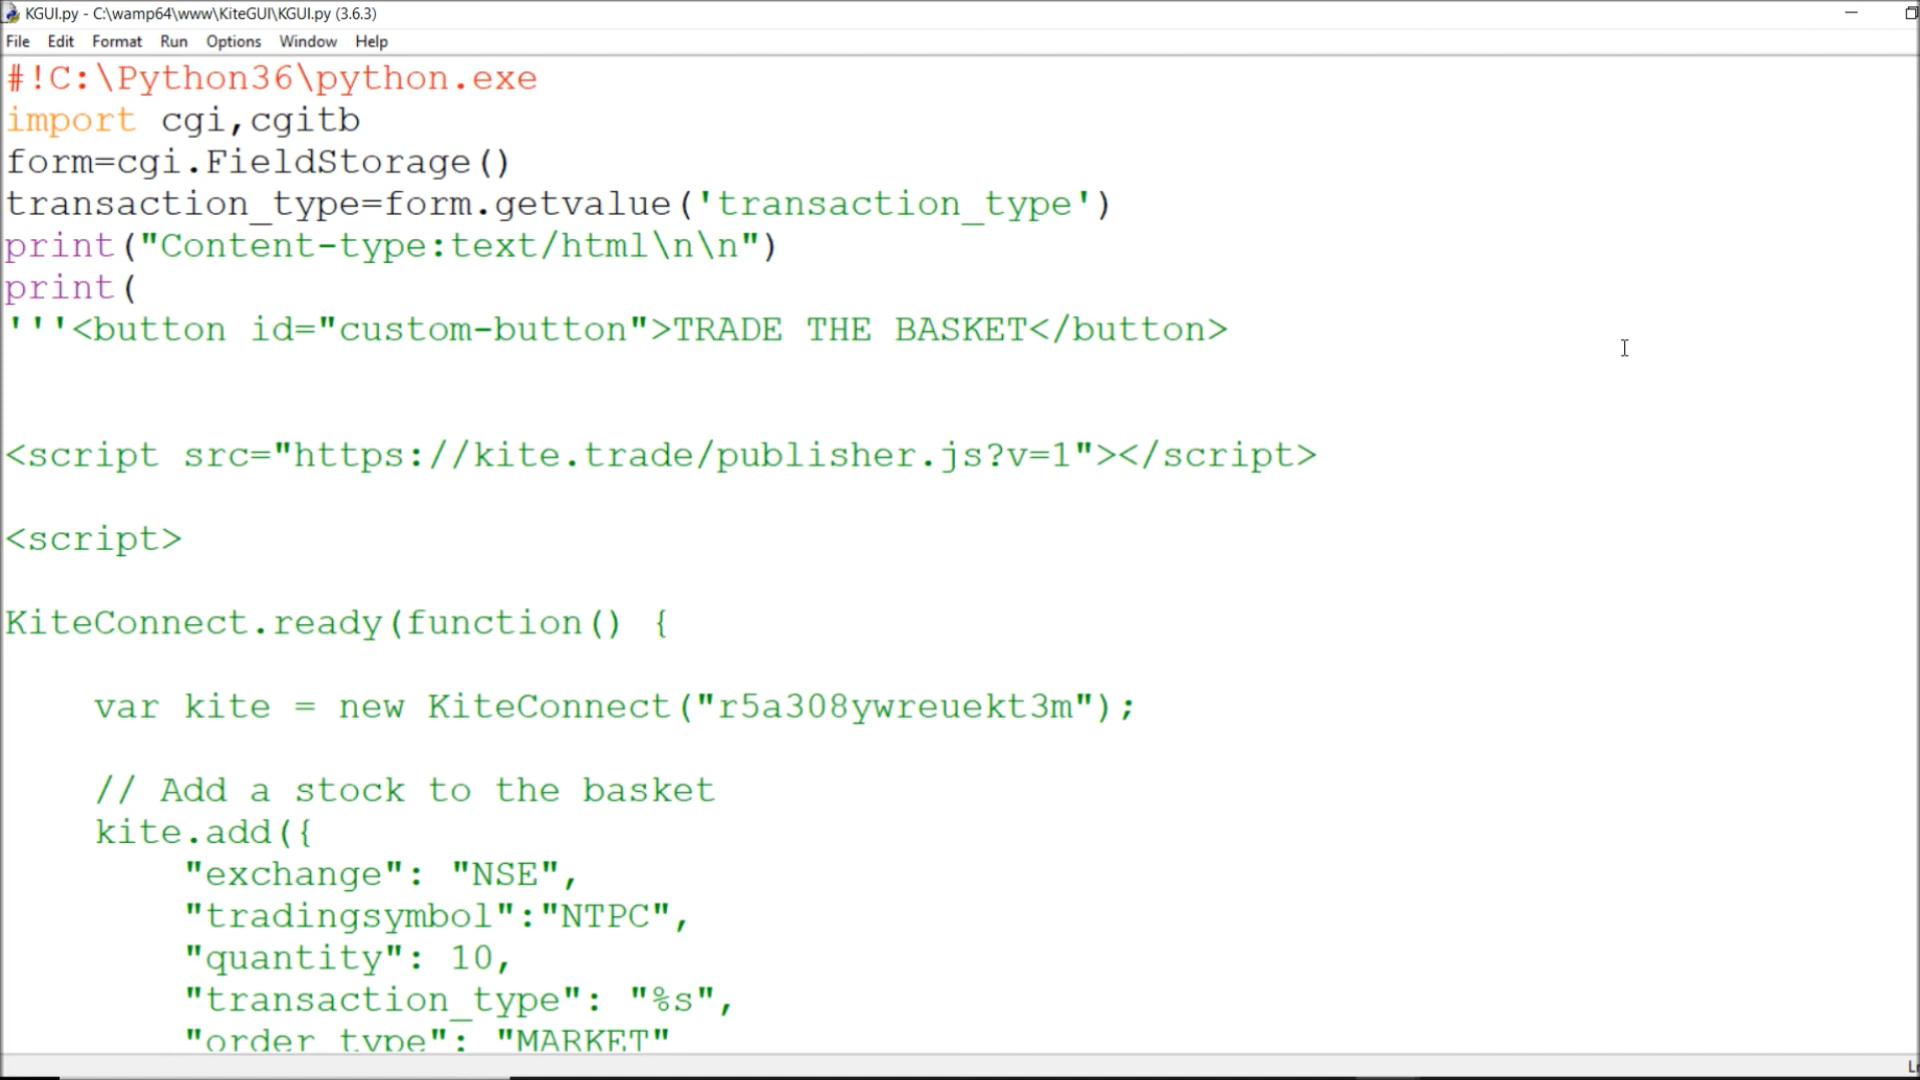 KGUI.py - C:\wamp64\www\KiteGUI\KGUI.py (3.6.3)
File Edit Format Run Options Window Help
#!C:\Python36\python.exe
import cgi,cgitb
form=cgi.FieldStorage()
transaction_type=form.getvalue('transaction_type')
print("Content-type:text/html\n\n")
print(
'''<button id="custom-button">TRADE THE BASKET</button>
<script src="https://kite.trade/publisher.js?v=1"></script>
<script>
KiteConnect.ready(function() {
var kite = new KiteConnect("r5a308ywreuekt3m");
// Add a stock to the basket
kite.add({
"exchange": "NSE",
"tradingsymbol":"NTPC",
"quantity": 10,
"transaction_type": "%s",
"order_type": "MARKET"